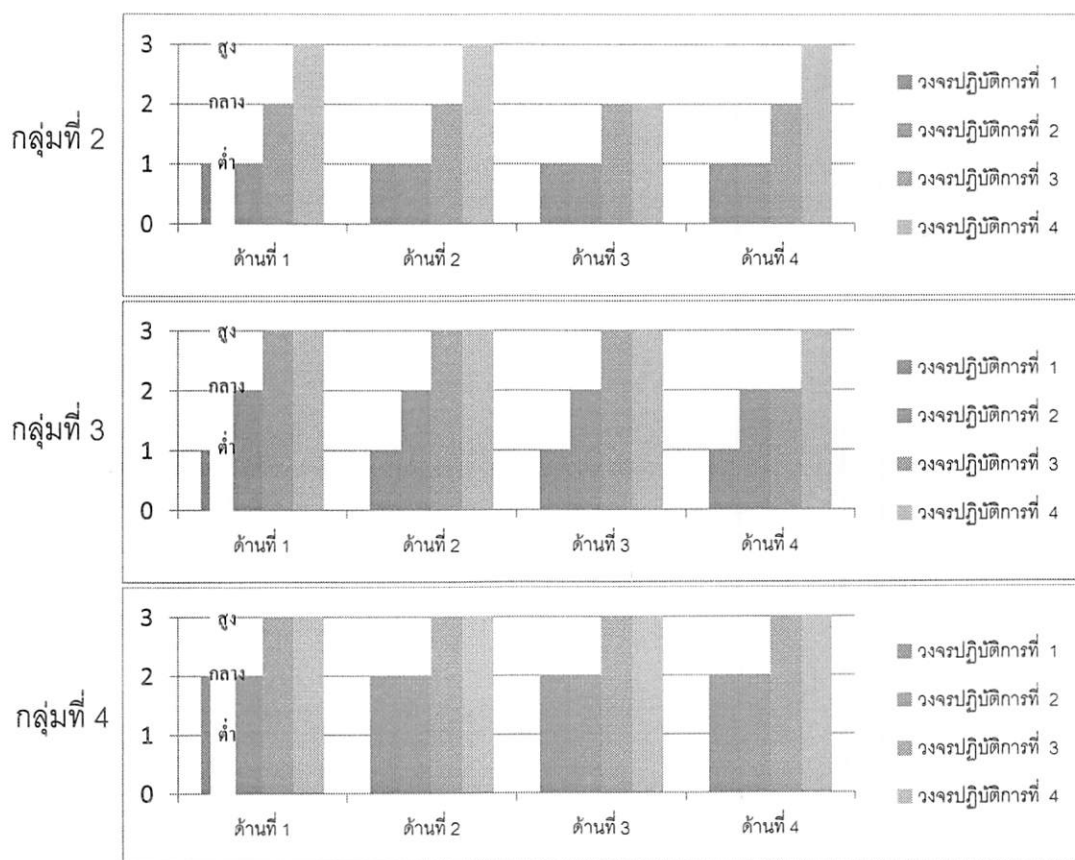 กลุ่มที่ 2
3
2
1
0
สูง
กลาง
ต่ำ
ด้านที่ 1
ด้านที่ 2
ด้านที่ 3
ด้านที่ 4
วงจรปฏิบัติการที่ 1
วงจรปฏิบัติการที่ 2
วงจรปฏิบัติการที่ 3
วงจรปฏิบัติการที่ 4
กลุ่มที่ 3
3
2
1
0
สูง
กลาง
ต่ำ
ด้านที่ 1
ด้านที่ 2
ด้านที่ 3
ด้านที่ 4
วงจรปฏิบัติการที่ 1
วงจรปฏิบัติการที่ 2
วงจรปฏิบัติการที่ 3
วงจรปฏิบัติการที่ 4
กลุ่มที่ 4
3
2
1
0
สูง
กลาง
ต่ำ
ด้านที่ 1
ด้านที่ 2
ด้านที่ 3
ด้านที่ 4
วงจรปฏิบัติการที่ 1
วงจรปฏิบัติการที่ 2
วงจรปฏิบัติการที่ 3
วงจรปฏิบัติการที่ 4